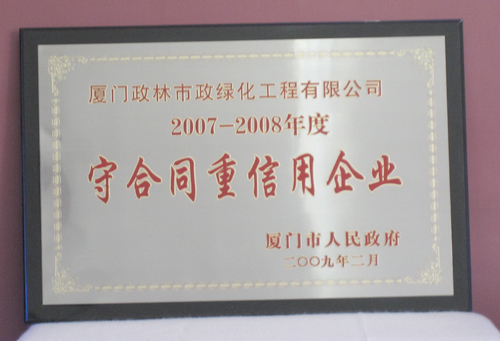 厦门政林市政绿化工程有限公司
2007-2008年度
守合同重信用企业
厦门市人民政府
二〇〇九年二月